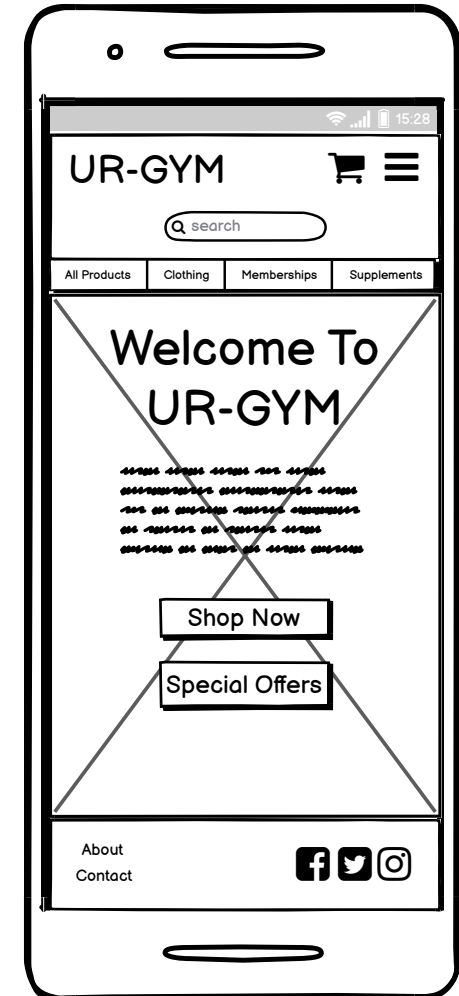 15:28
UR-GYM
search
All Products Clothing Memberships Supplements
Welcome To
UR-GYM
Shop Now
Special Offers
About
Contact